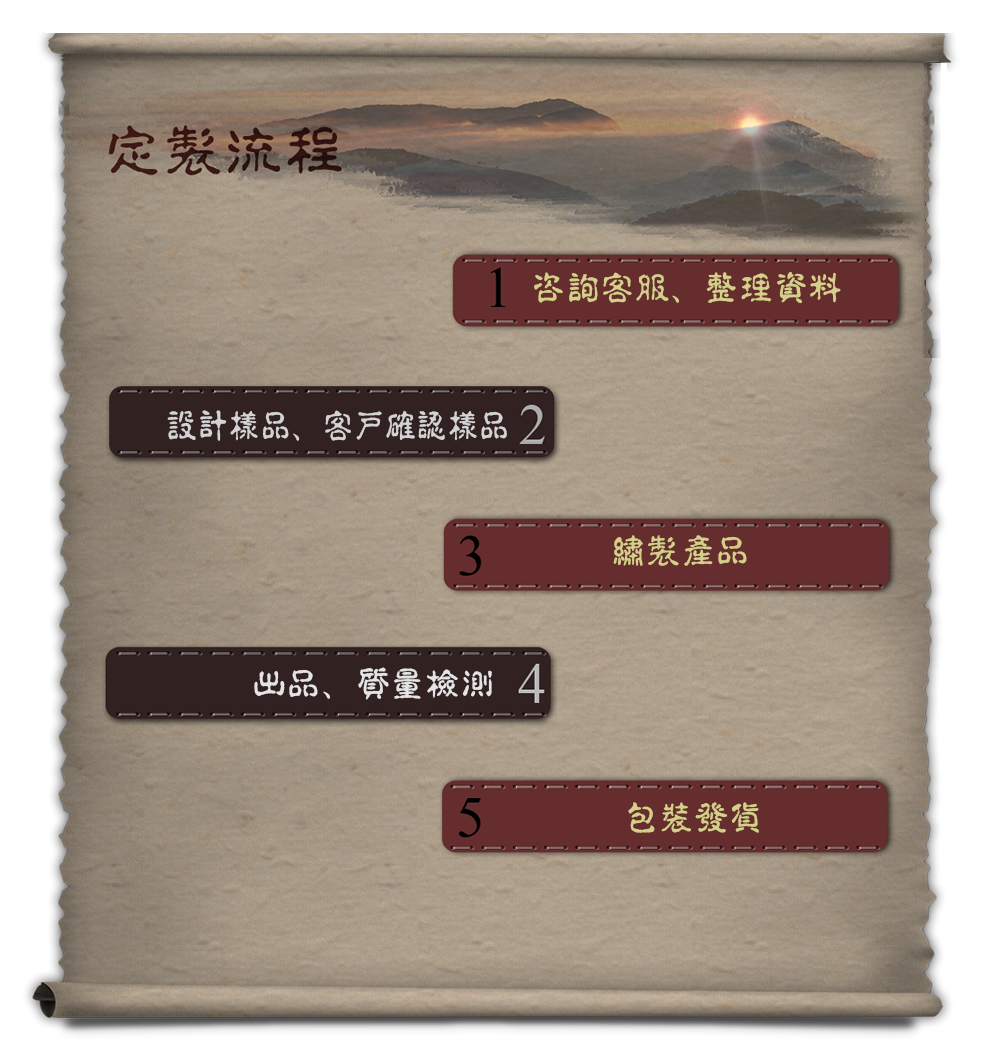 定製流程
1 咨詢客服、整理資料
設計樣品、客戶確認樣品 2
3 繡製產品
出品、質量檢測 4
5 包裝發貨